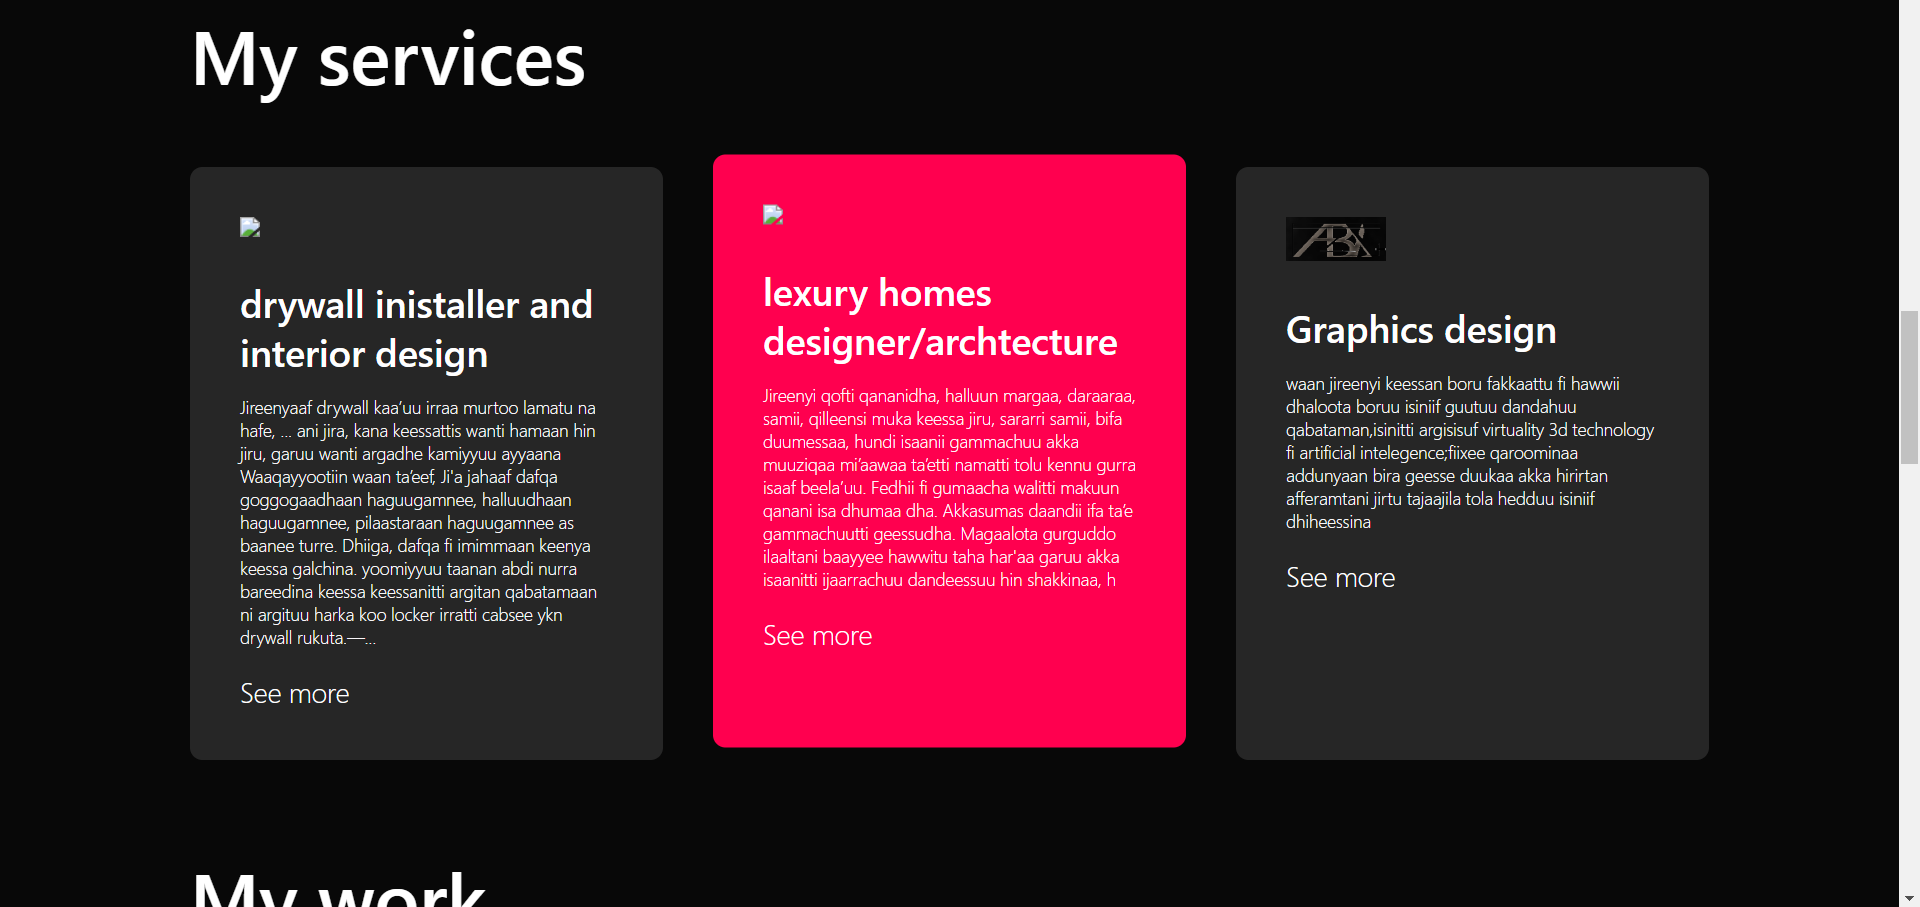 My services
drywall inistaller and
interior design
Jireenyaaf drywall kaa’uu irraa murtoo lamatu na
hafe, ... ani jira, kana keessattis wanti hamaan hin
jiru, garuu wanti argadhe kamiyyuu ayyaana
Waaqayyootiin waan ta’eef, Ji'a jahaaf dafqa
goggogaadhaan haguugamnee, halluudhaan
haguugamnee, pilaastaraan haguugamnee as
baanee turre. Dhiiga, dafqa fi imimmaan keenya
keessa galchina. yoomiyyuu taanan abdi nurra
bareedina keessa keessanitti argitan qabatamaan
ni argituu harka koo locker irratti cabsee ykn
drywall rukuta.—...
See more
lexury homes
designer/archtecture
Jireenyi qofti qananidha, halluun margaa, daraaraa,
samii, qilleensi muka keessa jiru, sararri samii, bifa
duumessaa, hundi isaanii gammachuu akka
muuziqaa mi’aawaa ta’etti namatti tolu kennu gurra
isaaf beela’uu. Fedhii fi gumaacha walitti makuun
qanani isa dhumaa dha. Akkasumas daandii ifa ta’e
gammachuutti geessudha. Magaalota gurguddo
ilaaltani baayyee hawwitu taha har'aa garuu akka
isaanitti ijaarrachuu dandeessuu hin shakkinaa, h
See more
ABX
Graphics design
waan jireenyi keessan boru fakkaattu fi hawwii
dhaloota boruu isiniif guutuu dandahuu
qabataman,isinitti argisisuf virtuality 3d technology
fi artificial intelegence;fiixee qaroominaa
addunyaan bira geesse duukaa akka hirirtan
afferamtani jirtu tajaajila tola hedduu isiniif
dhiheessina
See more
My work